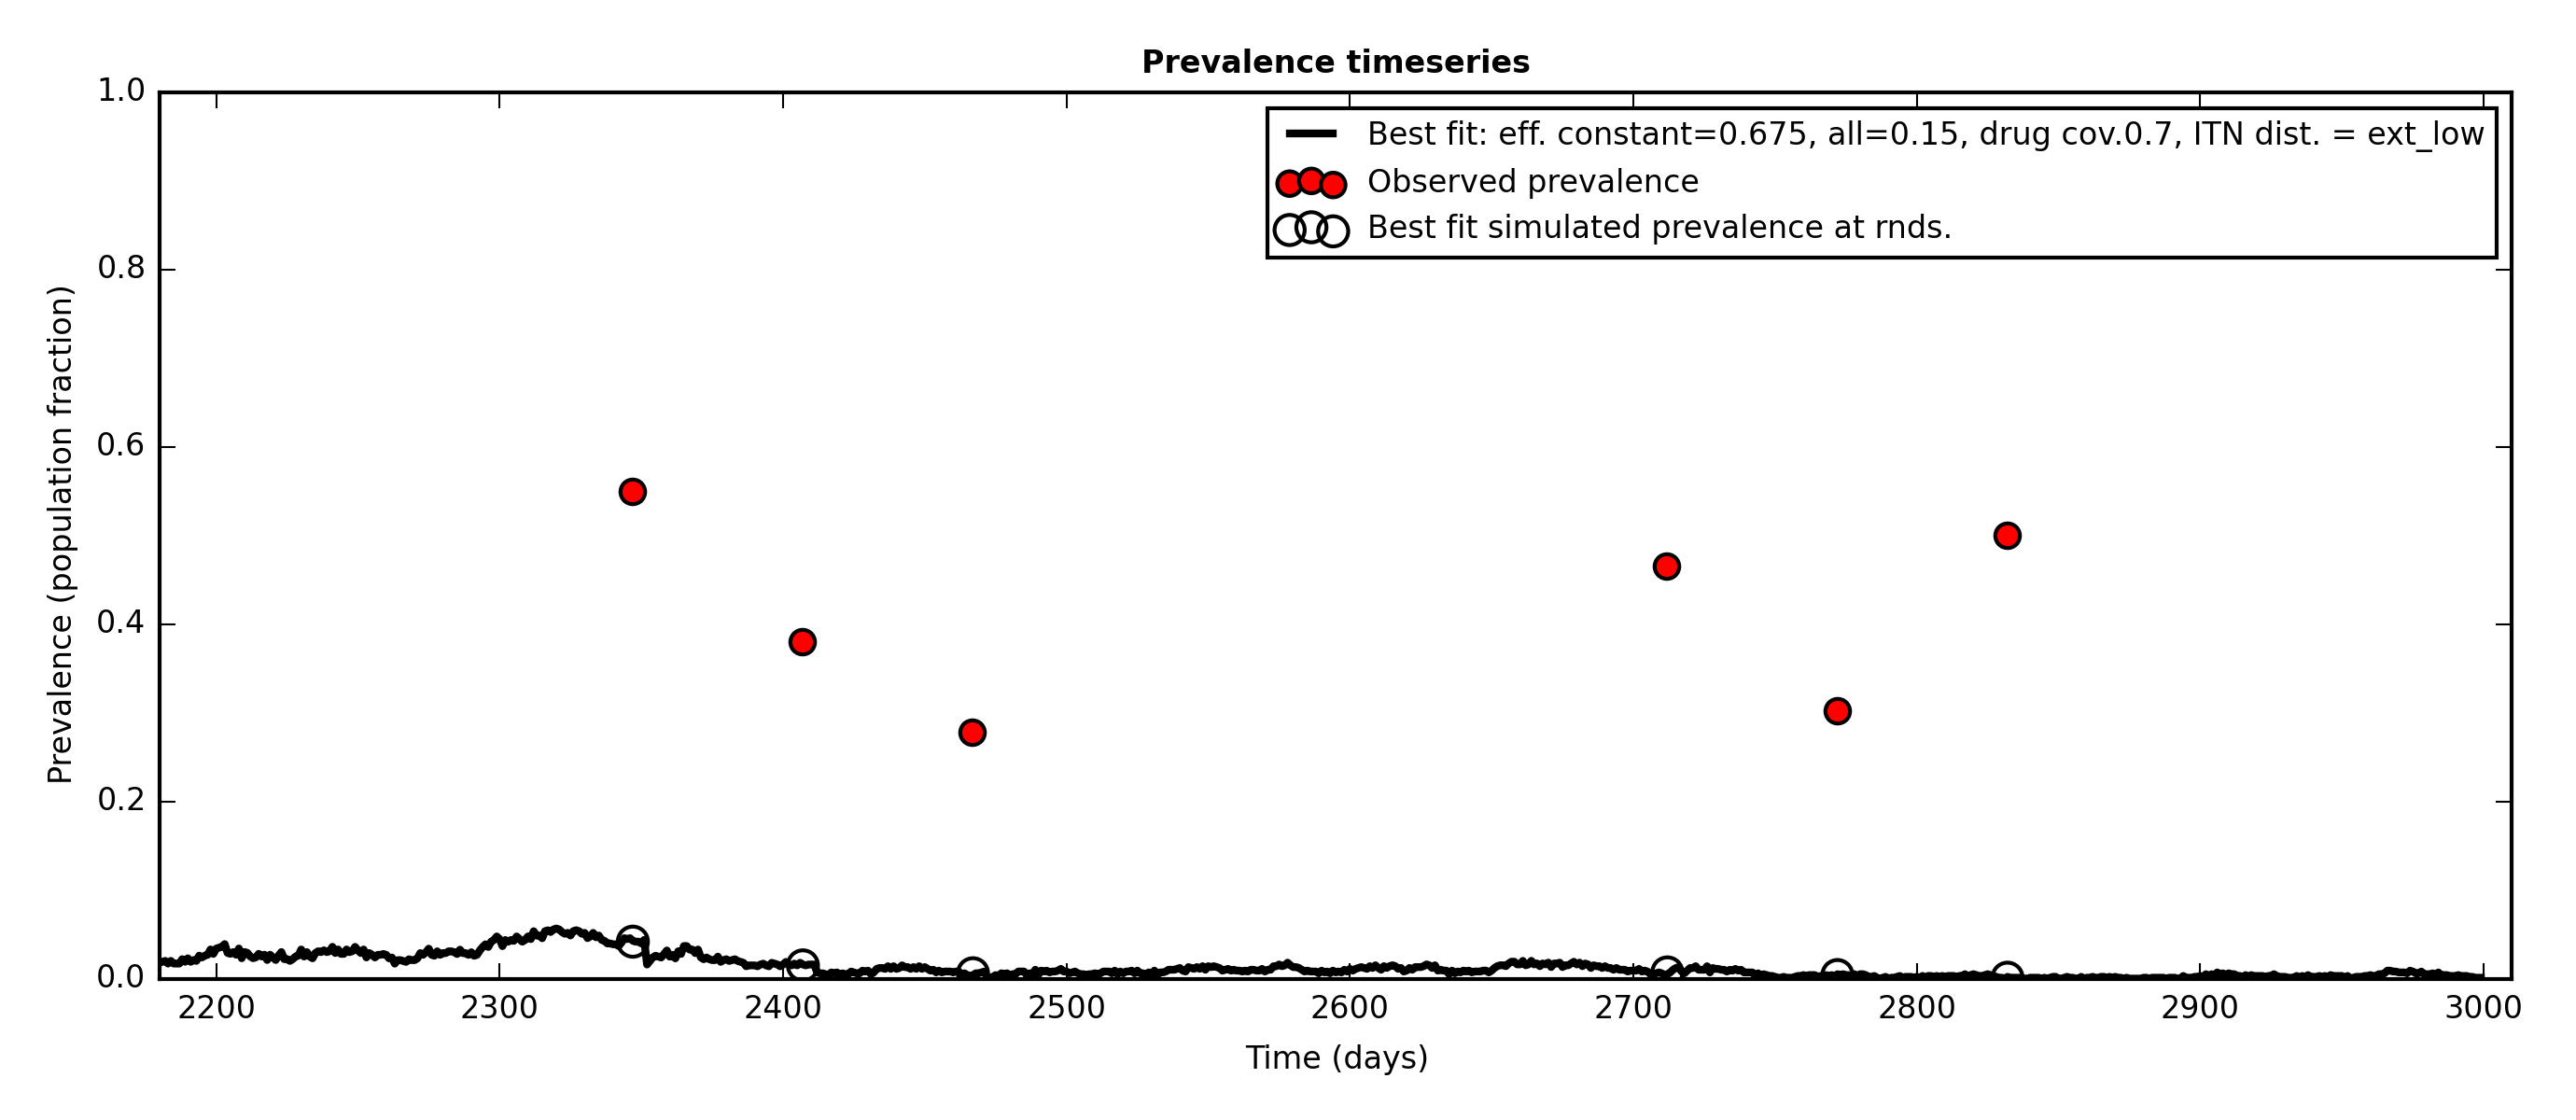 Prevalence timeseries
1.0
0.8
0.6
0.4
0.2
0.0
Prevalence (population fraction)
Best fit: eff. constant=0.675, all=0.15, drug cov.0.7, ITN dist. = ext_low
Observed prevalence
Best fit simulated prevalence at rnds.
2200 2300 2400 2500 2600 2700 2800 2900 3000
Time (days)